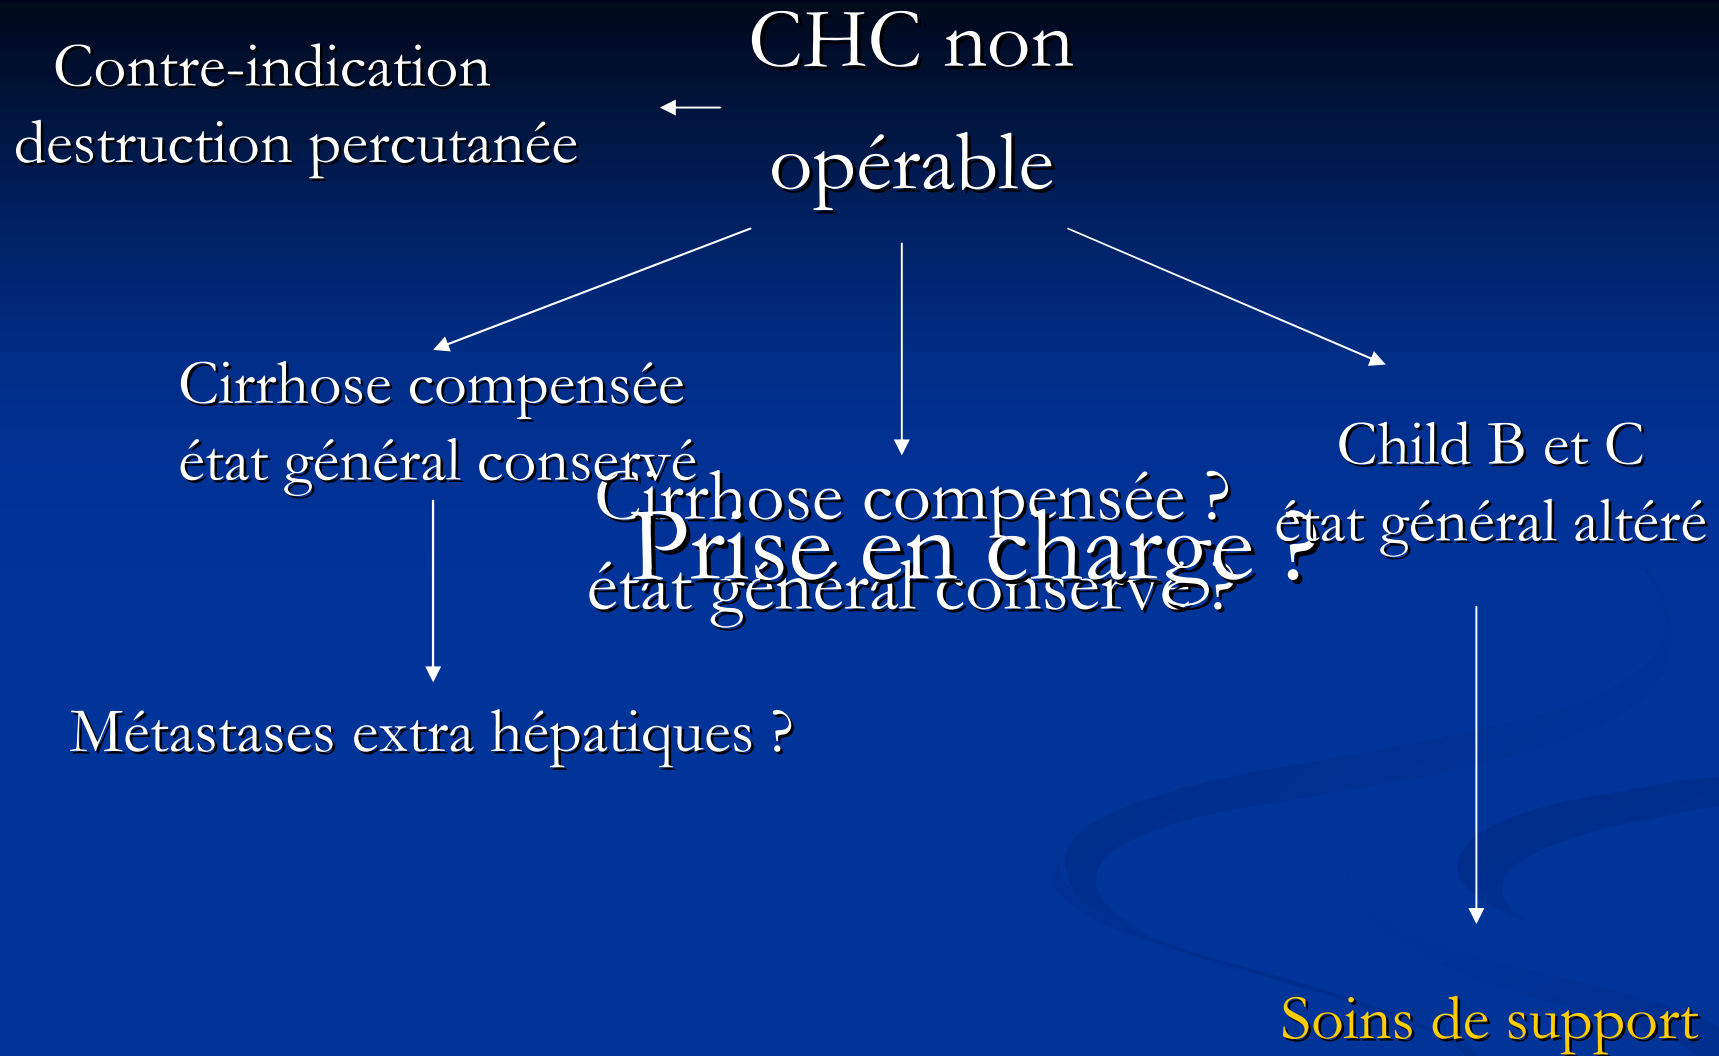 CHC non
opérable
Contre-indication
destruction percutanée
Cirrhose compensée
état général conservé
Cirrhose compensée ?
état général conservé ?
Prise en charge ?
Child B et C
état général altéré
Métastases extra hépatiques ?
Soins de support